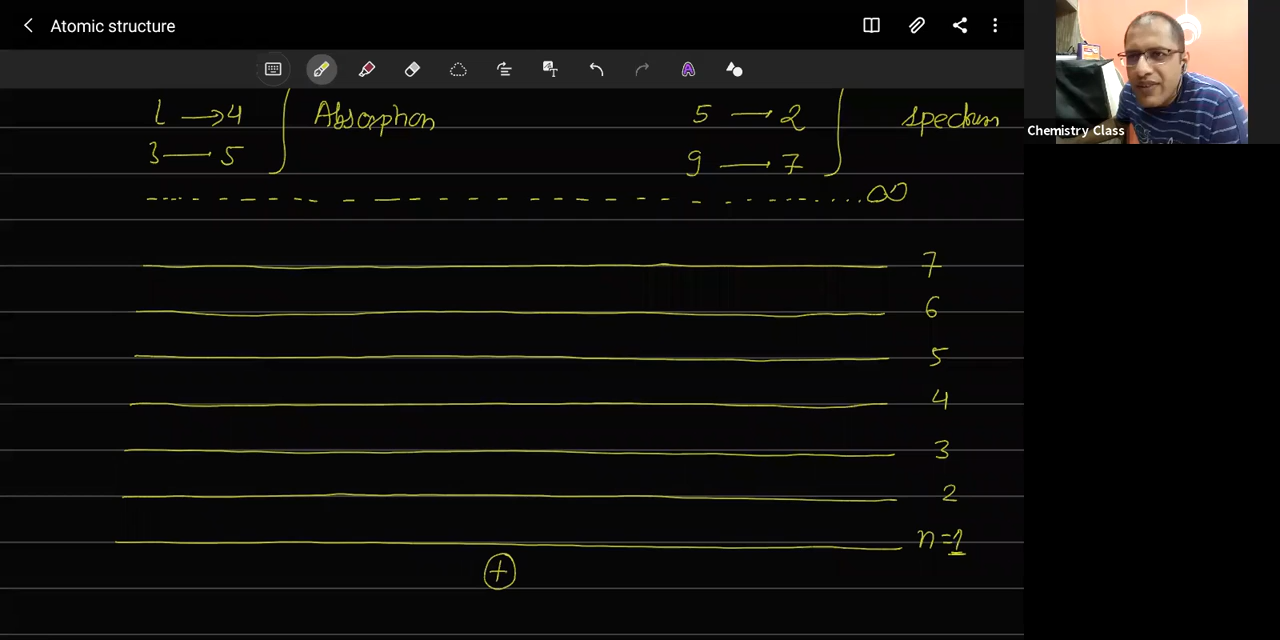 Atomic structure
Chemistry Class
1 → 4 Absorption 5 → 2 spectrum
3 — 5 9 → 7
∞
7
6
5
4
3
2
n=1
+